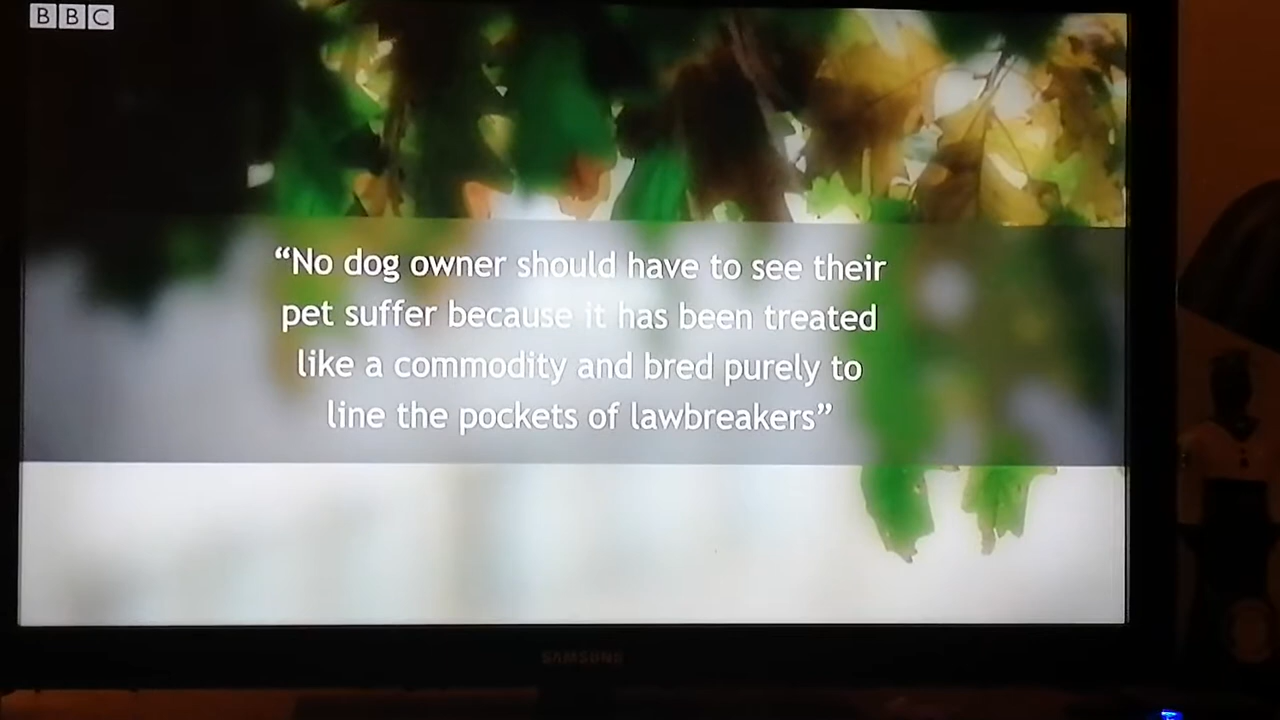 BBC
“No dog owner should have to see their
pet suffer because it has been treated
like a commodity and bred purely to
line the pockets of lawbreakers”
SAMSUNG